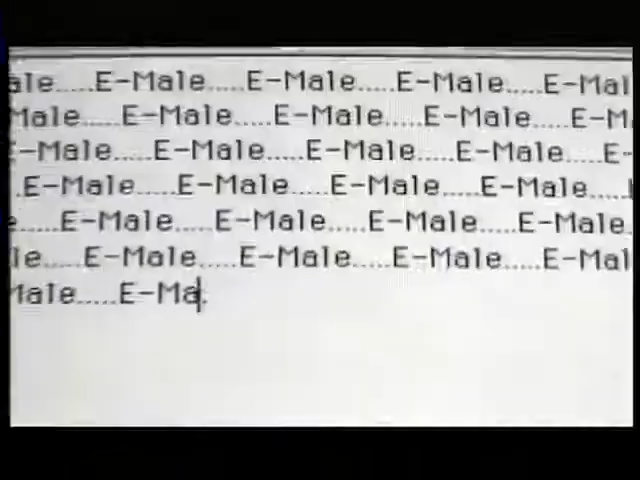 ale.....E-Male.....E-Male.....E-Male.....E-Mal
Male.....E-Male.....E-Male.....E-Male.....E-M
-Male.....E-Male.....E-Male.....E-Male.....E-
.E-Male.....E-Male.....E-Male.....E-Male.....
e.....E-Male.....E-Male.....E-Male.....E-Male.
le.....E-Male.....E-Male.....E-Male.....E-Mal
Male.....E-Ma